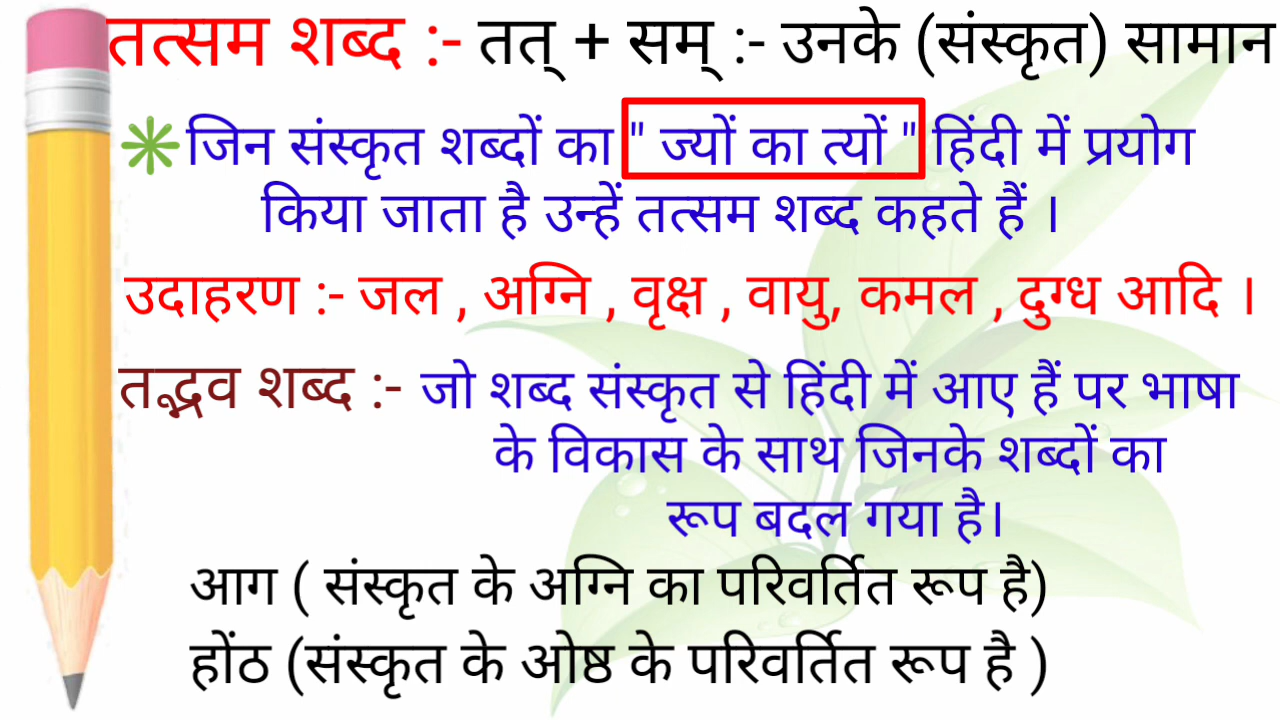 तत्सम शब्द :- तत् + सम् :- उनके (संस्कृत) सामान
जिन संस्कृत शब्दों का " ज्यों का त्यों " हिंदी में प्रयोग
किया जाता है उन्हें तत्सम शब्द कहते हैं ।
उदाहरण :- जल , अग्नि , वृक्ष , वायु, कमल , दुग्ध आदि ।
तद्भव शब्द :- जो शब्द संस्कृत से हिंदी में आए हैं पर भाषा
के विकास के साथ जिनके शब्दों का
रूप बदल गया है।
आग ( संस्कृत के अग्नि का परिवर्तित रूप है)
होंठ (संस्कृत के ओष्ठ के परिवर्तित रूप है )